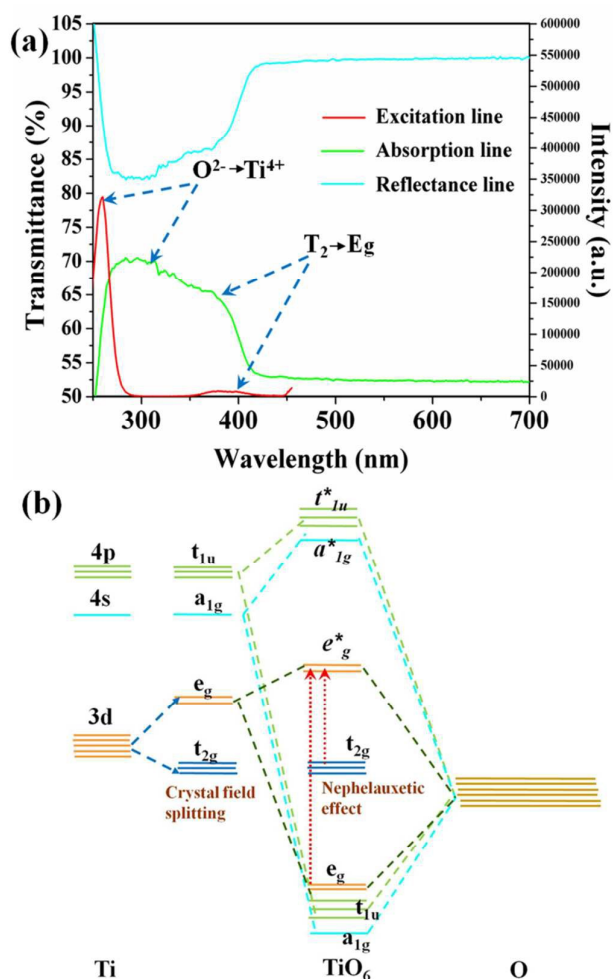 (a)
105
100
95
90
85
80
75
70
65
60
55
50
Transmittance (%)
600000
550000
500000
450000
400000
350000
300000
250000
200000
150000
100000
50000
0
Intensity (a.u.)
Excitation line
Absorption line
Reflectance line
O²⁻→Ti⁴⁺
T₂→Eg
300 400 500 600 700
Wavelength (nm)
(b)
t*₁ᵤ
4p t₁ᵤ
a*₁g
4s a₁g
e*g
eg
3d
t₂g t₂g
Crystal field
splitting
Nephelauxetic
effect
eg
t₁ᵤ
a₁g
Ti TiO₆ O